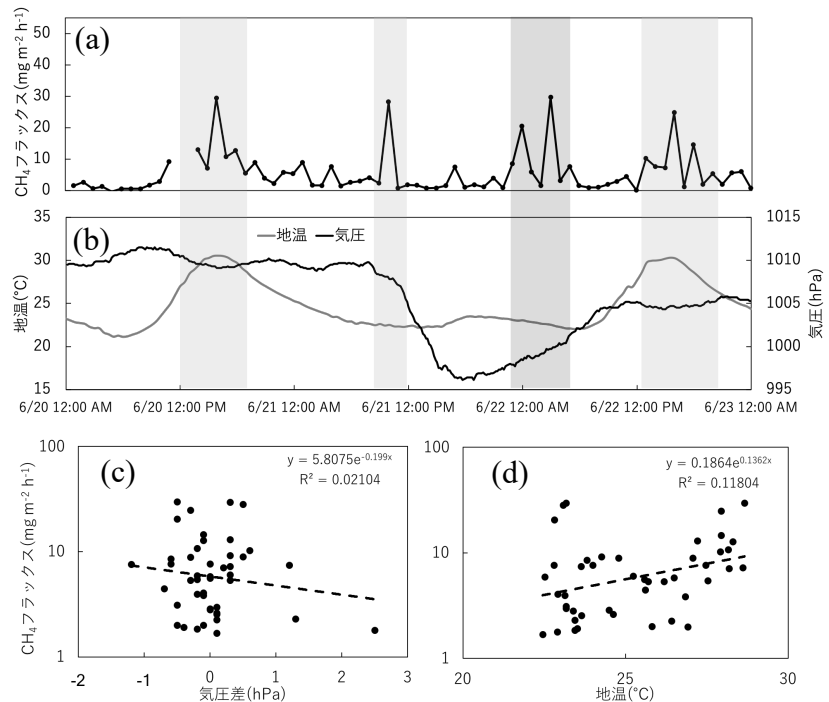 (a)
CH₄フラックス(mg m⁻² h⁻¹)
50
40
30
20
10
0
(b)
地温 気圧
地温(°C)
35
30
25
20
15
気圧(hPa)
1015
1010
1005
1000
995
6/20 12:00 AM 6/20 12:00 PM 6/21 12:00 AM 6/21 12:00 PM 6/22 12:00 AM 6/22 12:00 PM 6/23 12:00 AM
(c)
y = 5.8075e⁻⁰·¹⁹⁹ˣ
R² = 0.02104
CH₄フラックス(mg m⁻² h⁻¹)
100
10
1
-2 -1 0 1 2 3
気圧差(hPa)
(d)
y = 0.1864e⁰·¹³⁶²ˣ
R² = 0.11804
100
10
1
20 25 30
地温(°C)